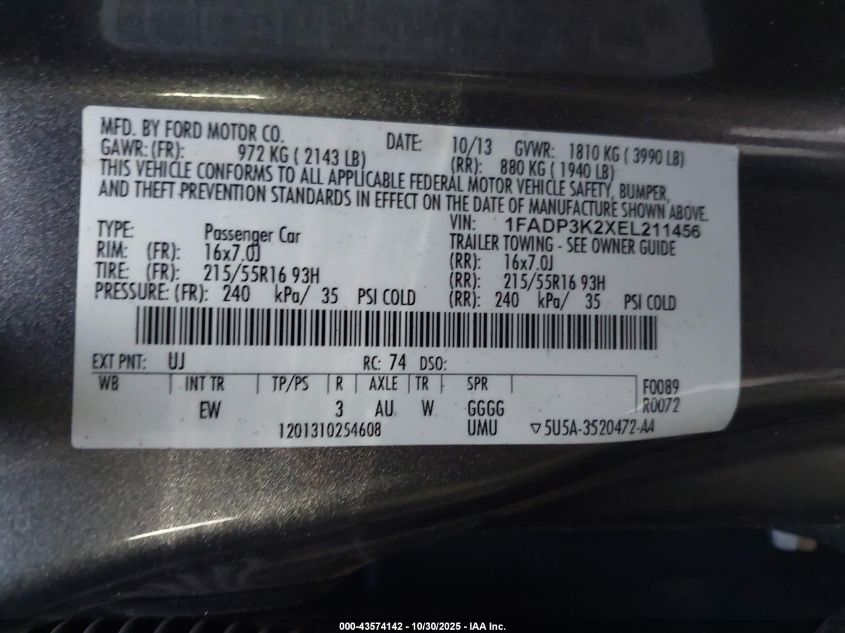 MFD. BY FORD MOTOR CO. DATE: 10/13 GVWR: 1810 KG ( 3990 LB)
GAWR: (FR): 972 KG ( 2143 LB) (RR): 880 KG ( 1940 LB)
THIS VEHICLE CONFORMS TO ALL APPLICABLE FEDERAL MOTOR VEHICLE SAFETY, BUMPER,
AND THEFT PREVENTION STANDARDS IN EFFECT ON THE DATE OF MANUFACTURE SHOWN ABOVE.
VIN: 1FADP3K2XEL211456
TYPE: Passenger Car TRAILER TOWING - SEE OWNER GUIDE
RIM: (FR): 16x7.0J (RR): 16x7.0J
TIRE: (FR): 215/55R16 93H (RR): 215/55R16 93H
PRESSURE: (FR): 240 kPa/ 35 PSI COLD (RR): 240 kPa/ 35 PSI COLD
EXT PNT: UJ RC: 74 DSO:
WB INT TR TP/PS R AXLE TR SPR F0089
EW 3 AU W GGGG R0072
1201310254608 UMU ▽5U5A-3520472-AA
000-43574142 - 10/30/2025 - IAA Inc.